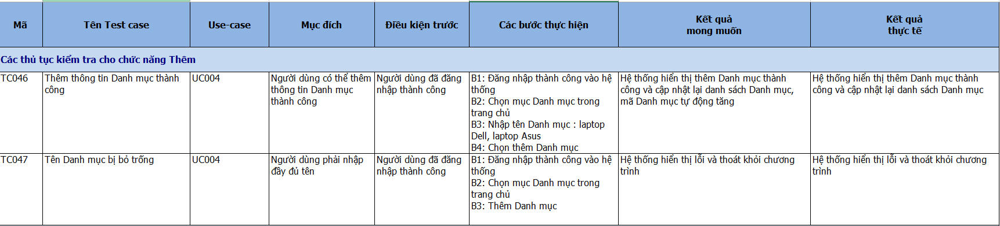 Mã
Tên Test case
Use-case
Mục đích
Điều kiện trước
Các bước thực hiện
Kết quả
mong muốn
Kết quả
thực tế
Các thủ tục kiểm tra cho chức năng Thêm
TC046
Thêm thông tin Danh mục thành
công
UC004
Người dùng có thể thêm
thông tin Danh mục
thành công
Người dùng đã đăng
nhập thành công
B1: Đăng nhập thành công vào hệ
thống
B2: Chọn mục Danh mục trong
trang chủ
B3: Nhập tên Danh mục : laptop
Dell, laptop Asus
B4: Chọn thêm Danh mục
Hệ thống hiển thị thêm Danh mục thành
công và cập nhật lại danh sách Danh mục,
mã Danh mục tự động tăng
Hệ thống hiển thị thêm Danh mục thành
công và cập nhật lại danh sách Danh mục
TC047
Tên Danh mục bị bỏ trống
UC004
Người dùng phải nhập
đầy đủ tên
Người dùng đã đăng
nhập thành công
B1: Đăng nhập thành công vào hệ
thống
B2: Chọn mục Danh mục trong
trang chủ
B3: Thêm Danh mục
Hệ thống hiển thị lỗi và thoát khỏi chương
trình
Hệ thống hiển thị lỗi và thoát khỏi chương
trình